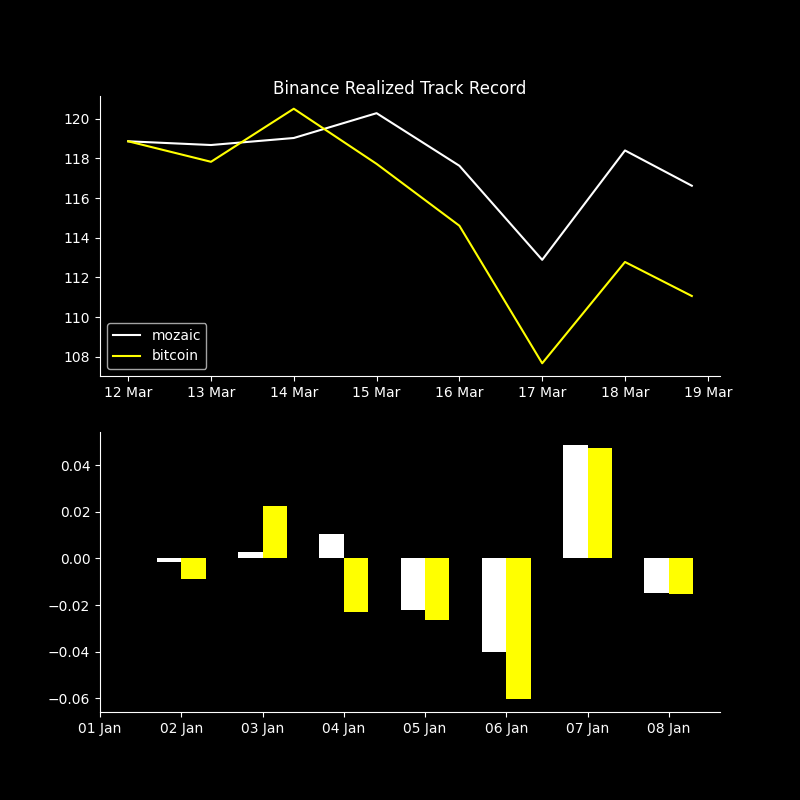 Binance Realized Track Record
120
118
116
114
112
110
108
mozaic
bitcoin
12 Mar 13 Mar 14 Mar 15 Mar 16 Mar 17 Mar 18 Mar 19 Mar
0.04
0.02
0.00
−0.02
−0.04
−0.06
01 Jan 02 Jan 03 Jan 04 Jan 05 Jan 06 Jan 07 Jan 08 Jan